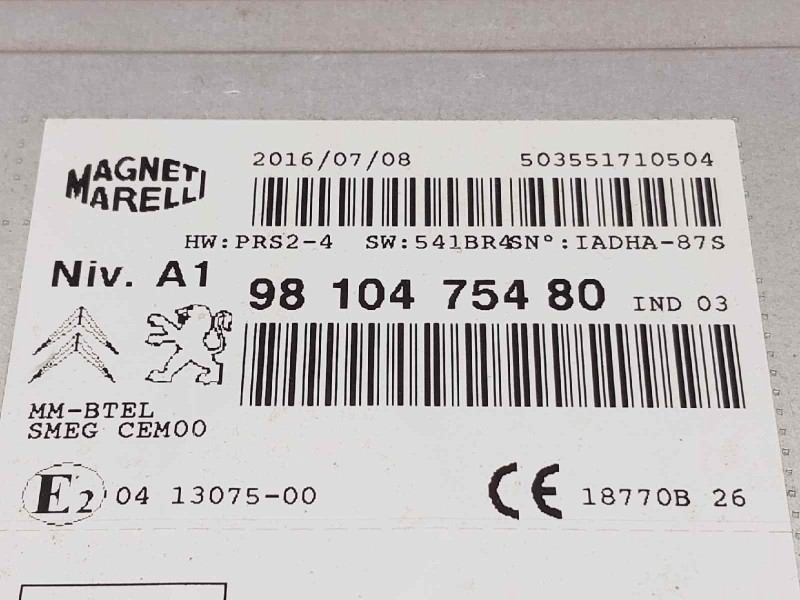 MAGNETI
MARELLI
2016/07/08 503551710504
HW:PRS2-4 SW:541BR4SN°:IADHA-87S
Niv. A1
98 104 754 80 IND 03
MM-BTEL
SMEG CEM00
E2 04 13075-00
CE 18770B 26